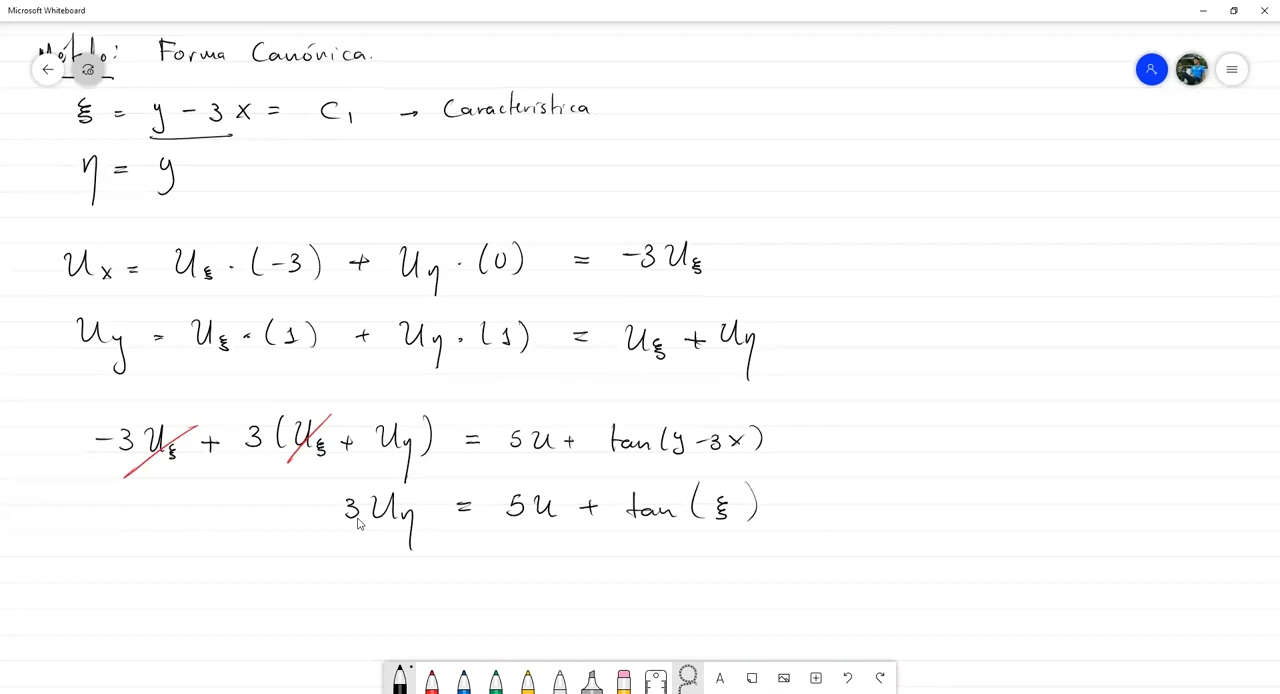 Microsoft Whiteboard
Forma Canónica.
ξ = y - 3x = C₁ → Característica
η = y
Uₓ = U_ξ · (-3) + U_η · (0) = -3U_ξ
U_y = U_ξ · (1) + U_η · (1) = U_ξ + U_η
-3U_ξ + 3(U_ξ + U_η) = 5U + tan(y - 3x)
3U_η = 5U + tan(ξ)
A